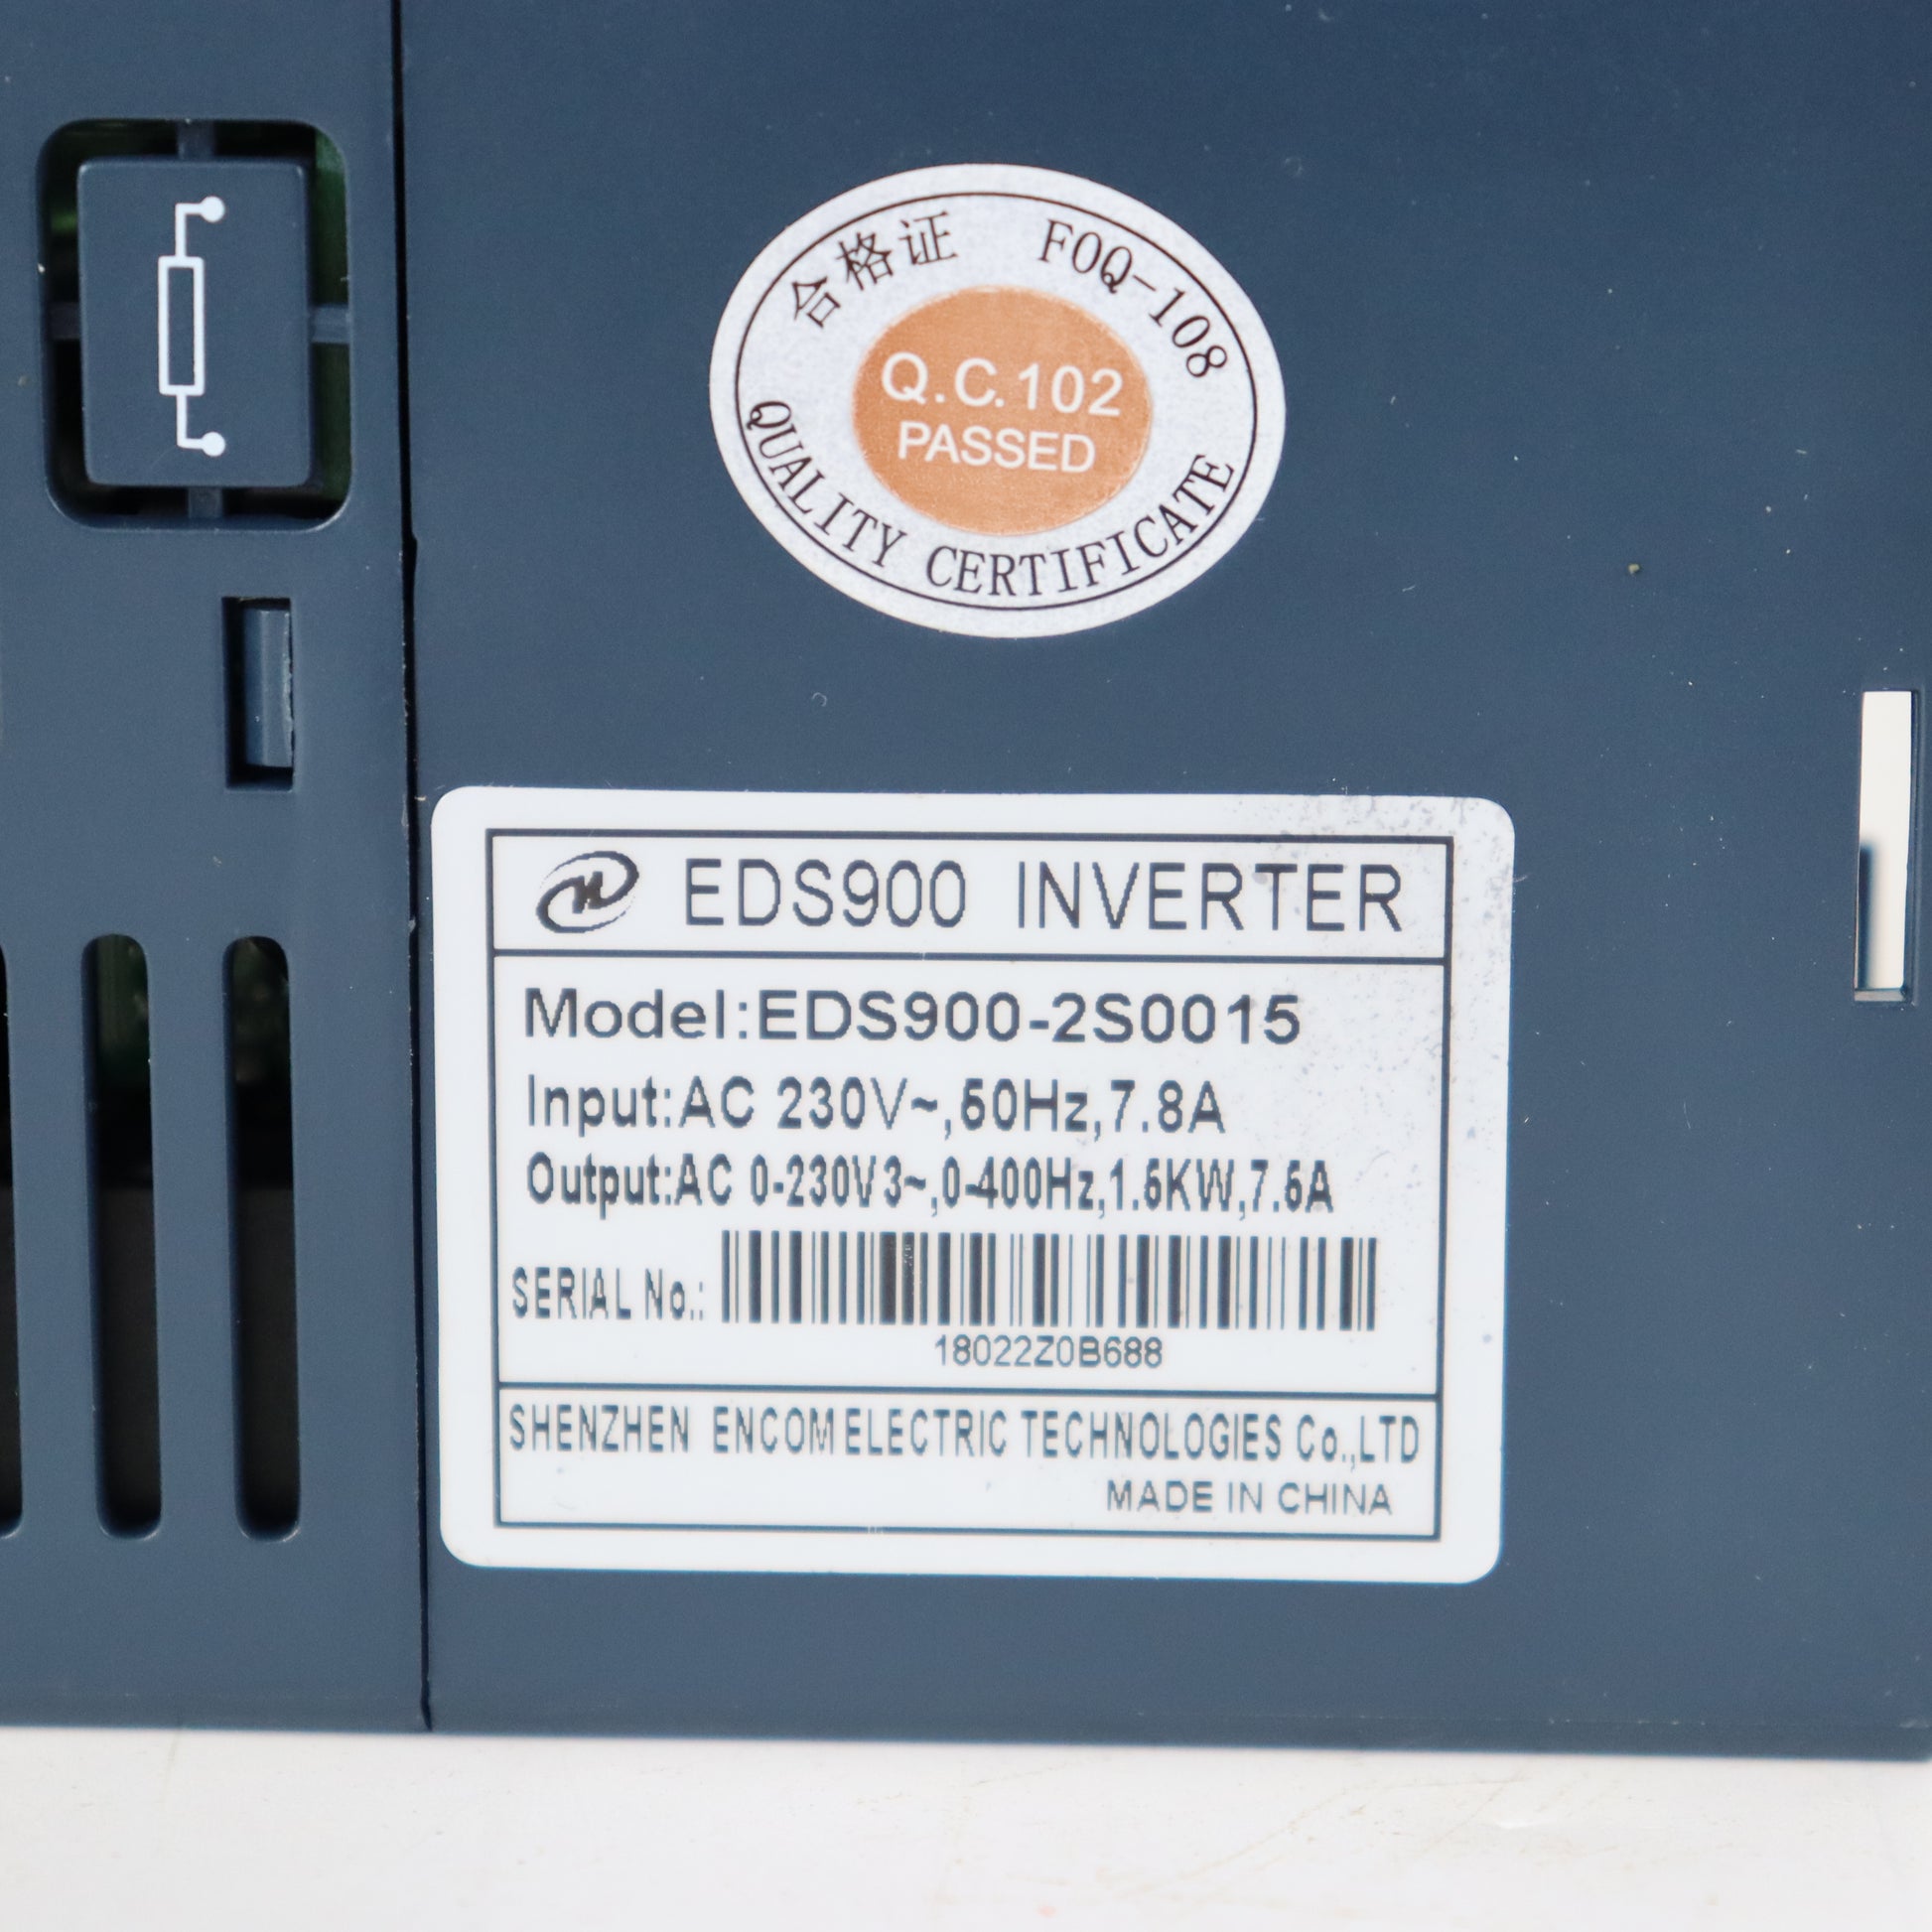 合格证 FOQ-108
Q.C.102
PASSED
QUALITY CERTIFICATE
EDS900 INVERTER
Model:EDS900-2S0015
Input:AC 230V~,50Hz,7.8A
Output:AC 0-230V3~,0-400Hz,1.5KW,7.5A
SERIAL No.:
18022Z0B688
SHENZHEN ENCOM ELECTRIC TECHNOLOGIES Co.,LTD
MADE IN CHINA